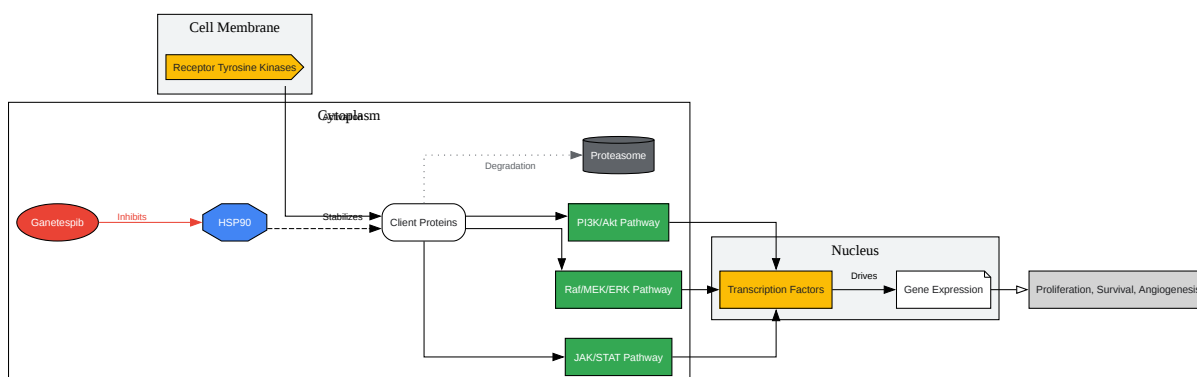 Cell Membrane
Receptor Tyrosine Kinases
Cytoplasm
Activation
Proteasome
Degradation
Ganetespib
Inhibits
HSP90
Stabilizes
Client Proteins
PI3K/Akt Pathway
Nucleus
Raf/MEK/ERK Pathway
Transcription Factors
Drives
Gene Expression
Proliferation, Survival, Angiogenesis
JAK/STAT Pathway